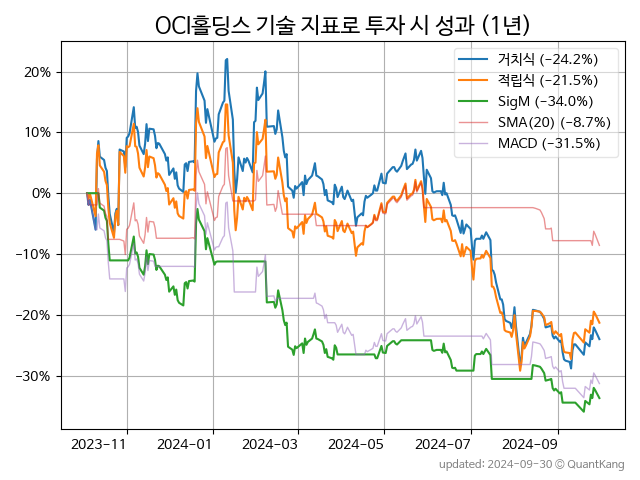 OCI홀딩스 기술 지표로 투자 시 성과 (1년)
거치식 (−24.2%)
적립식 (−21.5%)
SigM (−34.0%)
SMA(20) (−8.7%)
MACD (−31.5%)
20%
10%
0%
−10%
−20%
−30%
2023-11 2024-01 2024-03 2024-05 2024-07 2024-09
updated: 2024-09-30 ⓒ QuantKang